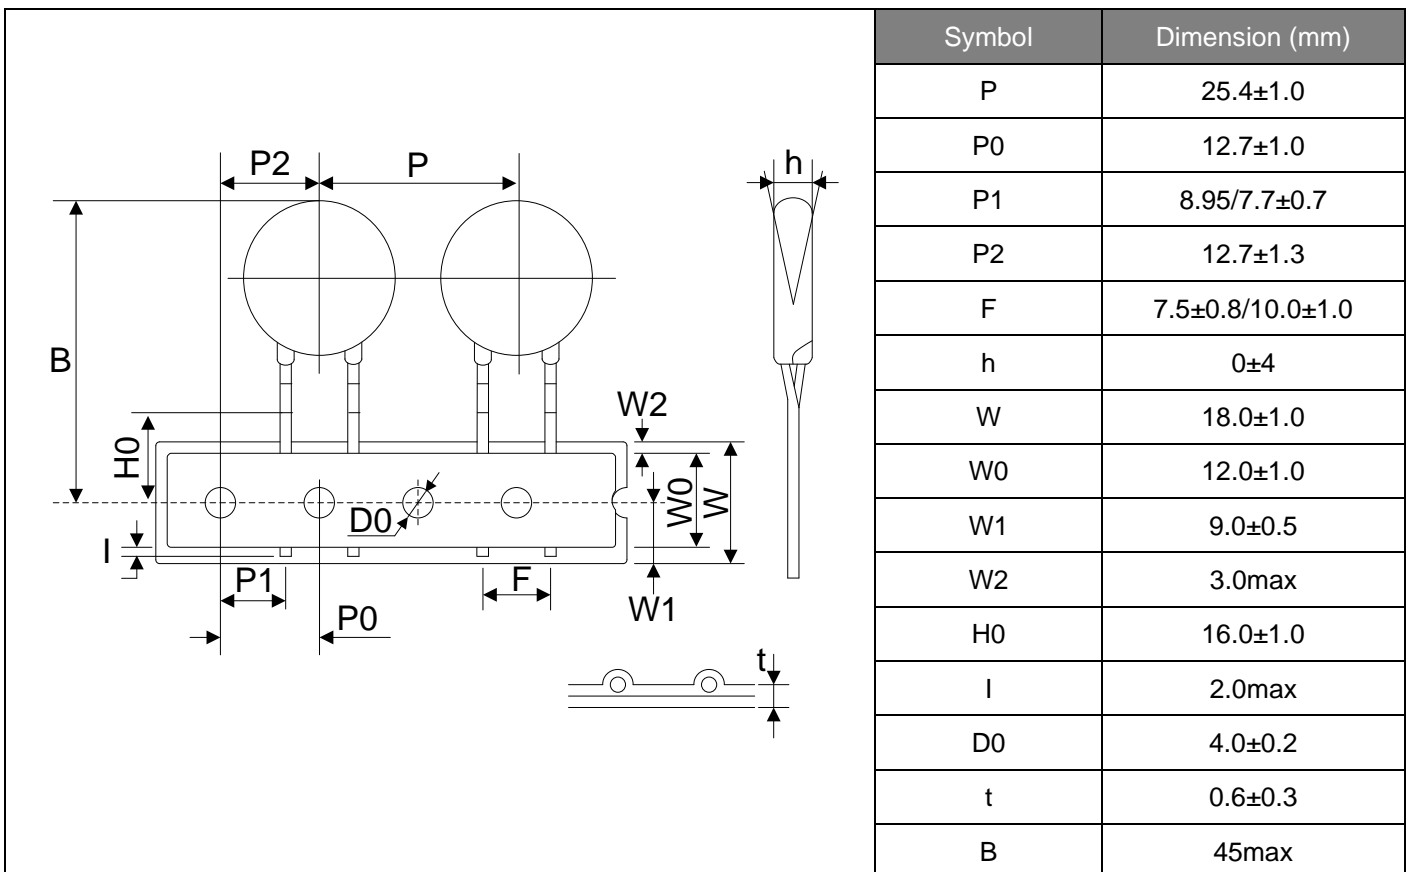 P2
P
h
B
W2
H0
W0
W
D0
I
P1
F
W1
P0
t
Symbol Dimension (mm)
P 25.4±1.0
P0 12.7±1.0
P1 8.95/7.7±0.7
P2 12.7±1.3
F 7.5±0.8/10.0±1.0
h 0±4
W 18.0±1.0
W0 12.0±1.0
W1 9.0±0.5
W2 3.0max
H0 16.0±1.0
I 2.0max
D0 4.0±0.2
t 0.6±0.3
B 45max